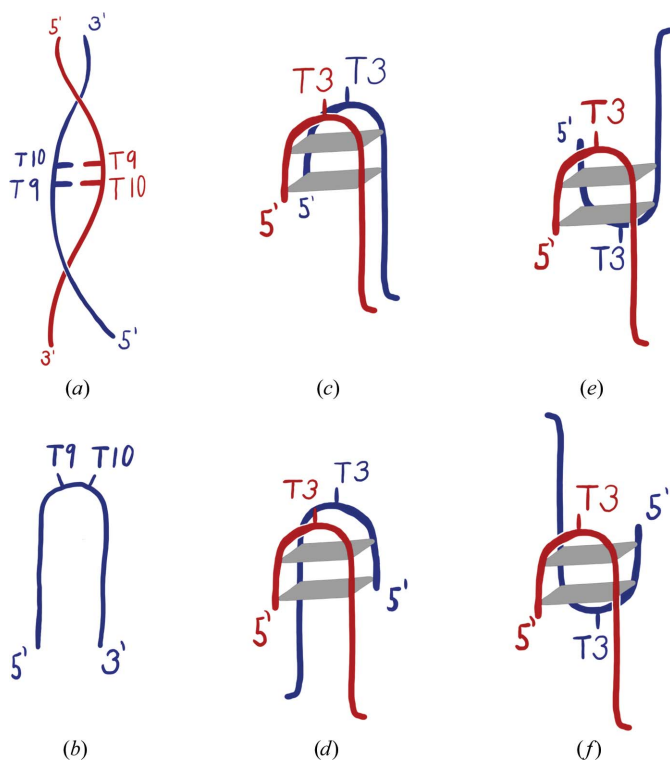 5' 3'
T10 T9
T9 T10
3' 5'
(a)
T3 T3
5' 5'
(c)
5' T3
5' T3
(e)
T9 T10
5' 3'
(b)
T3 T3
5' 5'
(d)
T3 5'
5' T3
(f)